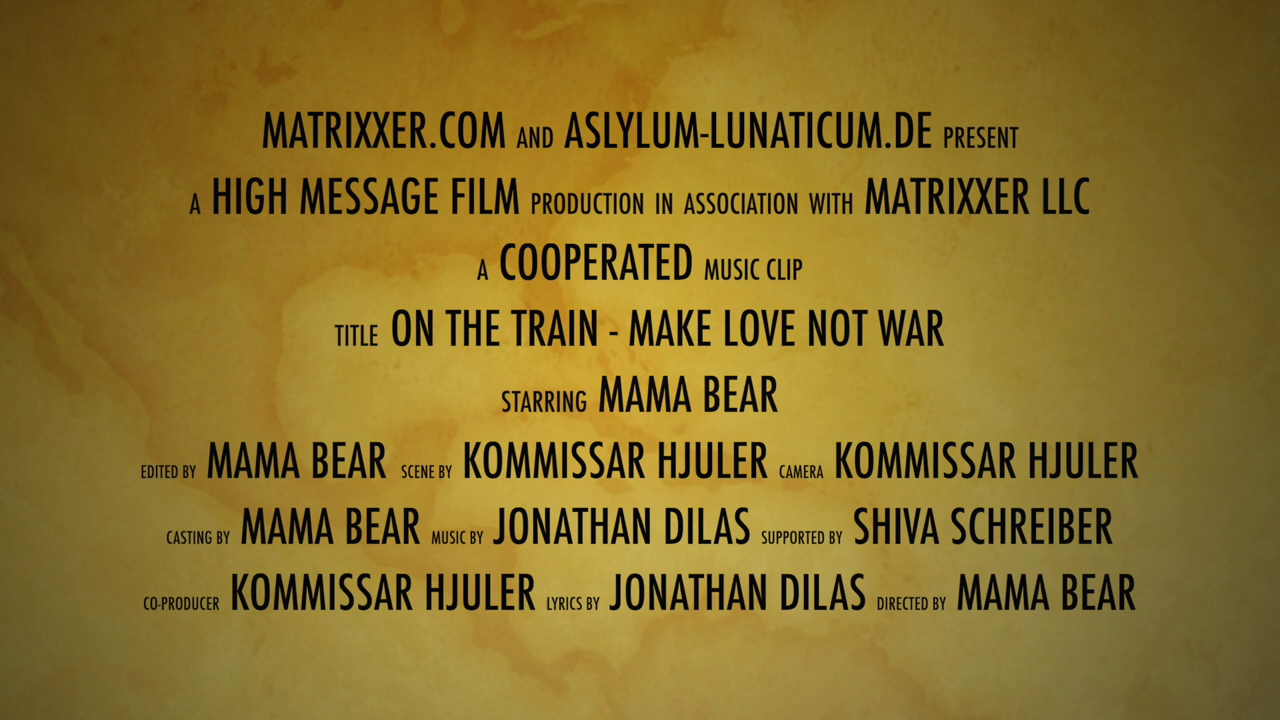 MATRIXXER.COM AND ASLYLUM-LUNATICUM.DE PRESENT
A HIGH MESSAGE FILM PRODUCTION IN ASSOCIATION WITH MATRIXXER LLC
A COOPERATED MUSIC CLIP
TITLE ON THE TRAIN - MAKE LOVE NOT WAR
STARRING MAMA BEAR
EDITED BY MAMA BEAR SCENE BY KOMMISSAR HJULER CAMERA KOMMISSAR HJULER
CASTING BY MAMA BEAR MUSIC BY JONATHAN DILAS SUPPORTED BY SHIVA SCHREIBER
CO-PRODUCER KOMMISSAR HJULER LYRICS BY JONATHAN DILAS DIRECTED BY MAMA BEAR